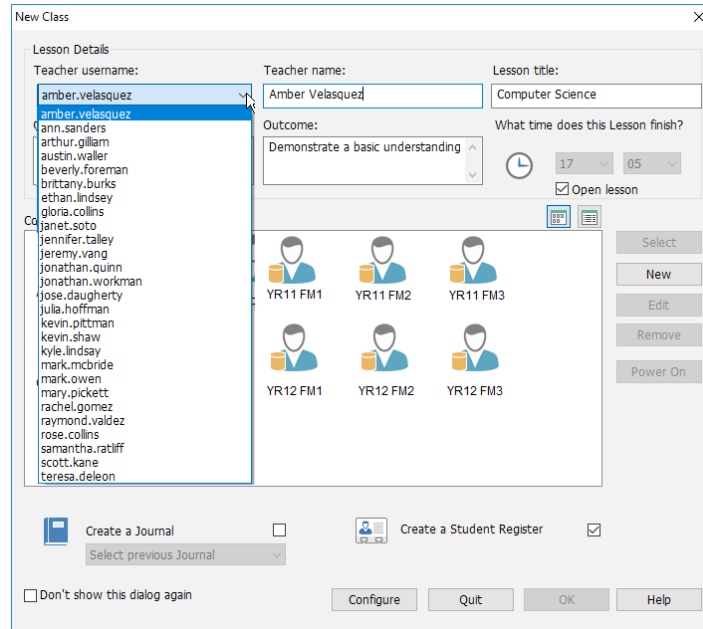 New Class
Lesson Details
Teacher username:
Teacher name:
Lesson title:
amber.velasquez
Amber Velasquez
Computer Science
amber.velasquez
ann.sanders
arthur.gilliam
austin.waller
beverly.foreman
brittany.burks
ethan.lindsey
gloria.collins
janet.soto
jennifer.talley
jeremy.vang
jonathan.quinn
jonathan.workman
jose.daugherty
julia.hoffman
kevin.pittman
kevin.shaw
kyle.lindsay
mark.mcbride
mark.owen
mary.pickett
rachel.gomez
raymond.valdez
rose.collins
samantha.ratliff
scott.kane
teresa.deleon
Outcome:
What time does this Lesson finish?
Demonstrate a basic understanding
17
05
Open lesson
YR11 FM1
YR11 FM2
YR11 FM3
YR12 FM1
YR12 FM2
YR12 FM3
Select
New
Edit
Remove
Power On
Create a Journal
Select previous Journal
Create a Student Register
Don't show this dialog again
Configure
Quit
OK
Help